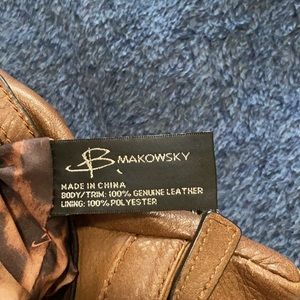 B. MAKOWSKY
MADE IN CHINA
BODY/TRIM: 100% GENUINE LEATHER
LINING: 100% POLYESTER